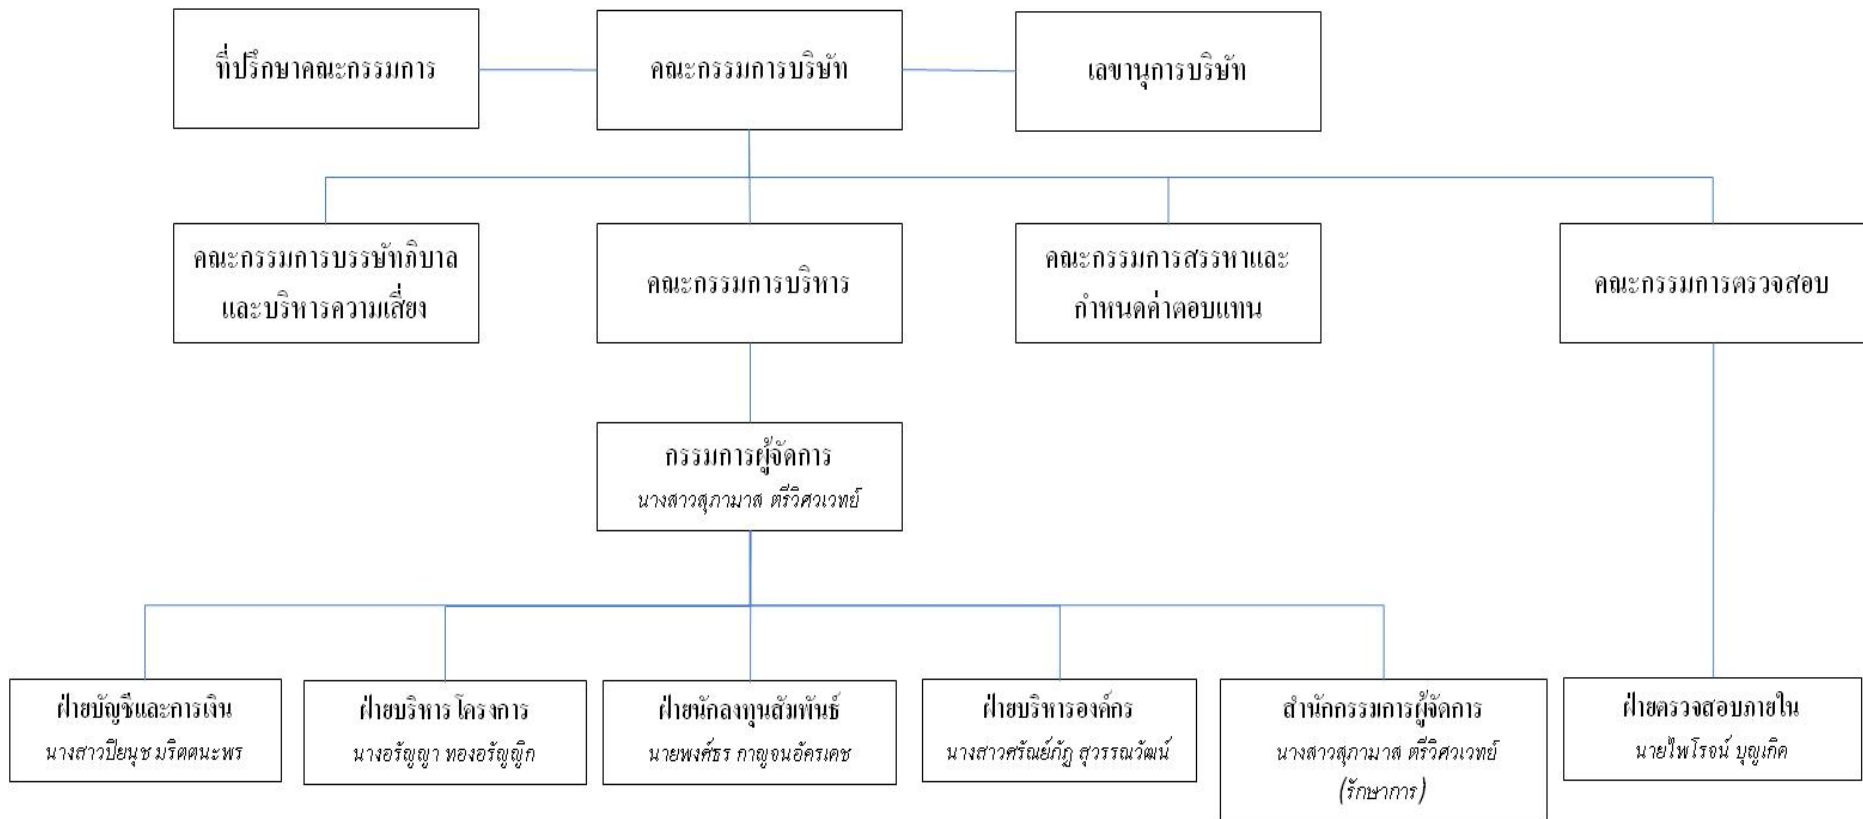 ที่ปรึกษาคณะกรรมการ
คณะกรรมการบริษัท
เลขานุการบริษัท
คณะกรรมการบรรษัทภิบาล
และบริหารความเสี่ยง
คณะกรรมการบริหาร
คณะกรรมการสรรหาและ
กำหนดค่าตอบแทน
คณะกรรมการตรวจสอบ
กรรมการผู้จัดการ
นางสาวสุภามาส ตรีวิศวเวทย์
ฝ่ายบัญชีและการเงิน
นางสาวปิยนุช มริตตนะพร
ฝ่ายบริหารโครงการ
นางอรัญญา ทองอรัญญิก
ฝ่ายนักลงทุนสัมพันธ์
นายพงศ์ธร กาญจนอัครเดช
ฝ่ายบริหารองค์กร
นางสาวศรัณย์ภัฏ สุวรรณวัฒน์
สำนักกรรมการผู้จัดการ
นางสาวสุภามาส ตรีวิศวเวทย์
(รักษาการ)
ฝ่ายตรวจสอบภายใน
นายไพโรจน์ บุญเกิด